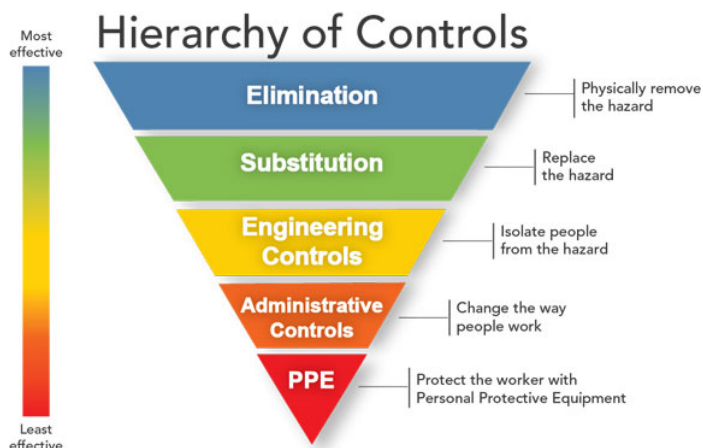 Hierarchy of Controls
Most
effective
Elimination
Physically remove
the hazard
Substitution
Replace
the hazard
Engineering
Controls
Isolate people
from the hazard
Administrative
Controls
Change the way
people work
PPE
Protect the worker with
Personal Protective Equipment
Least
effective